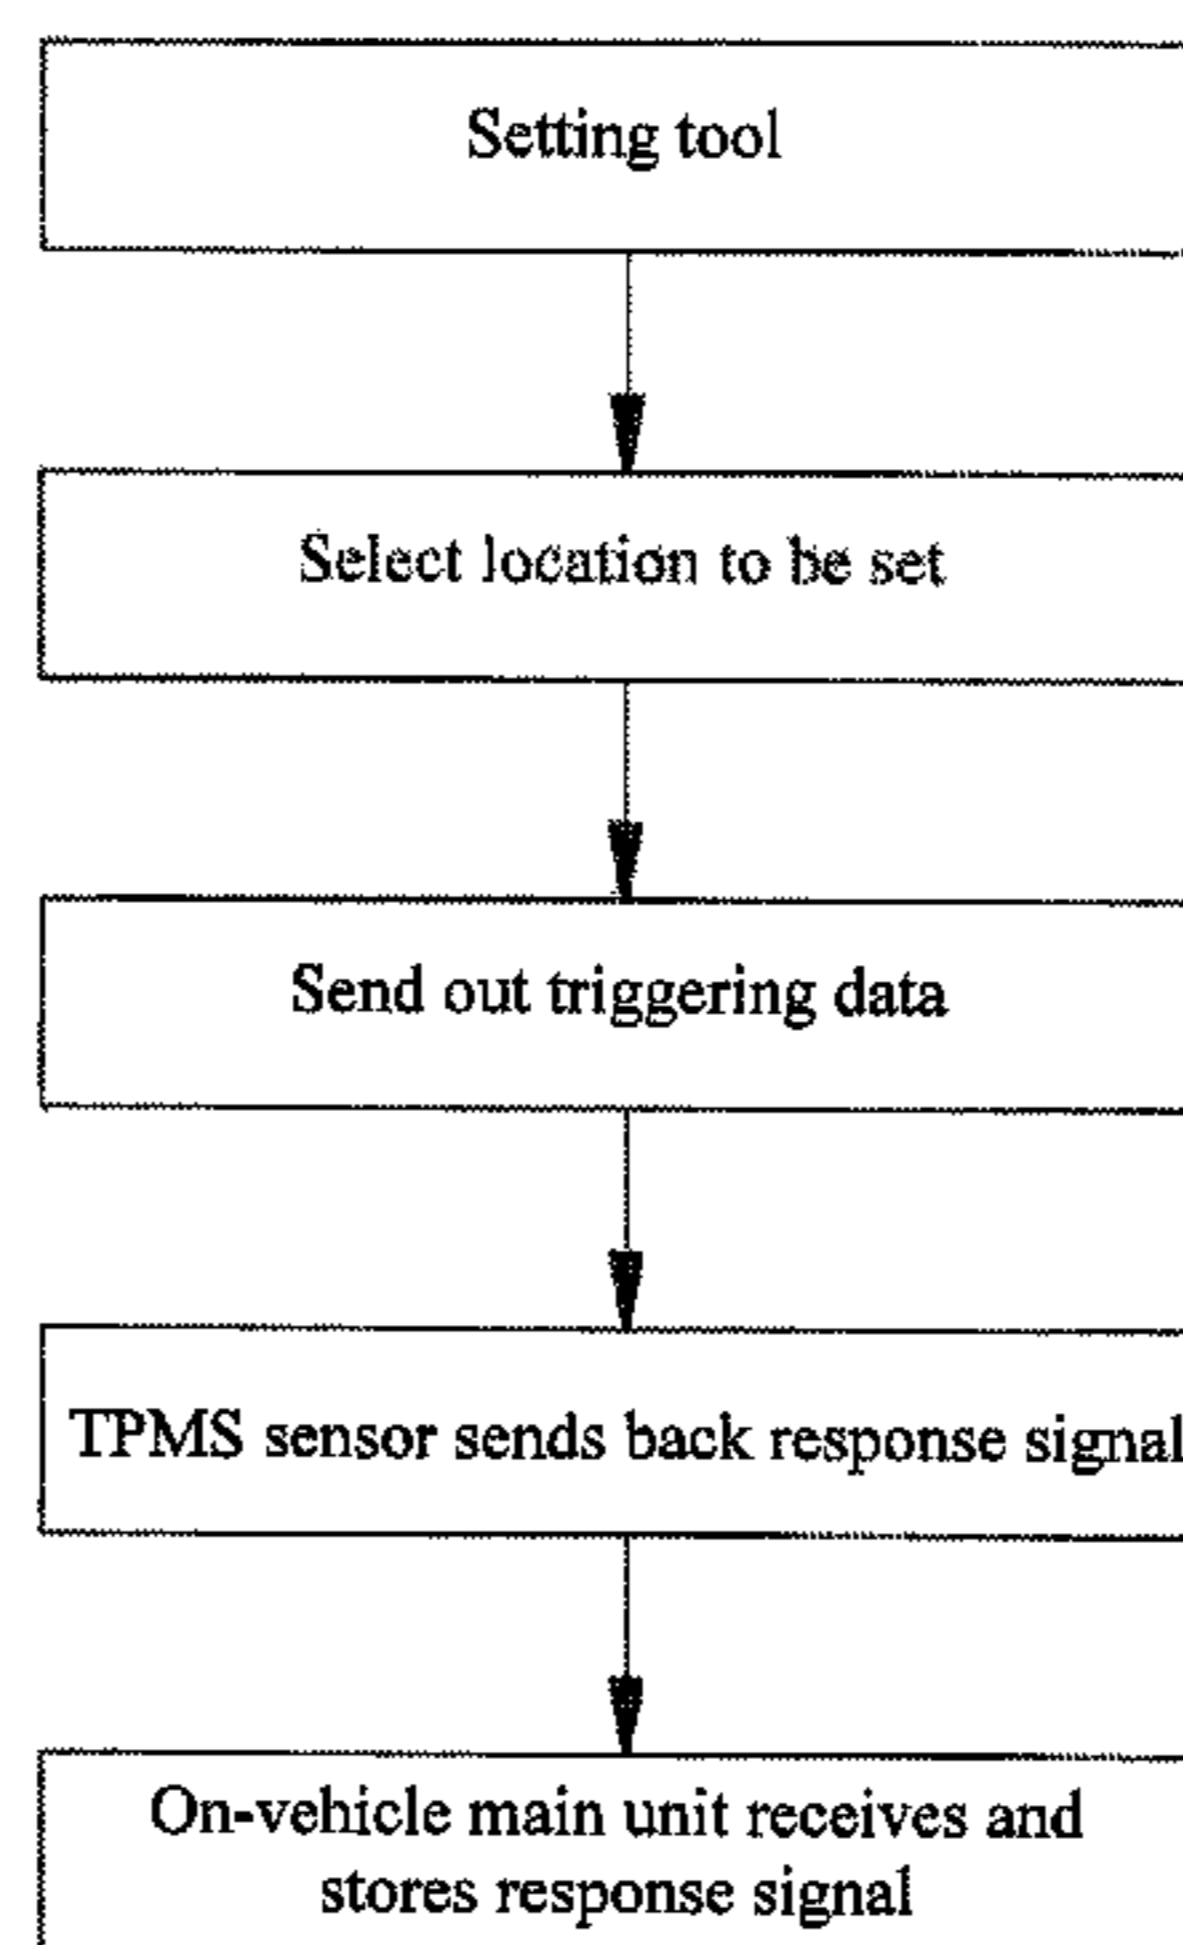 Setting tool
Select location to be set
Send out triggering data
TPMS sensor sends back response signal
On-vehicle main unit receives and
stores response signal